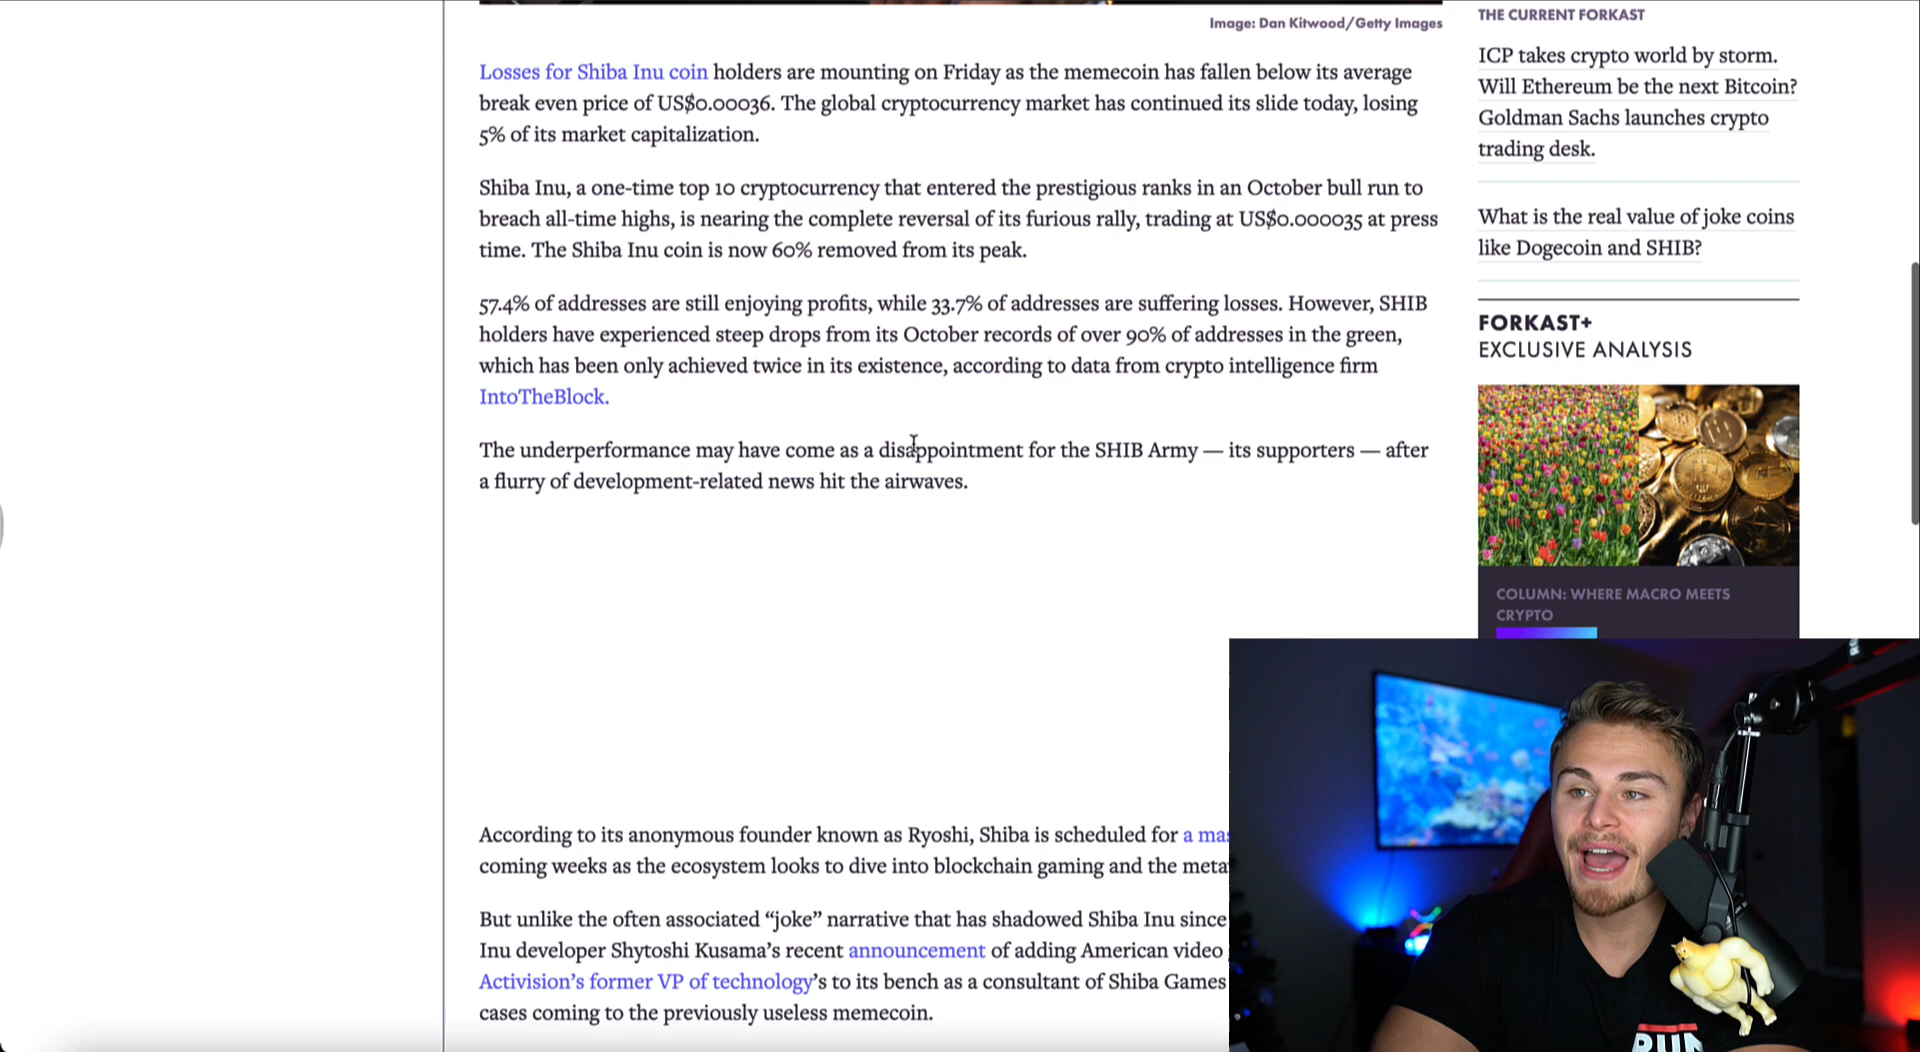 Image: Dan Kitwood/Getty Images
Losses for Shiba Inu coin holders are mounting on Friday as the memecoin has fallen below its average
break even price of US$0.00036. The global cryptocurrency market has continued its slide today, losing
5% of its market capitalization.
Shiba Inu, a one-time top 10 cryptocurrency that entered the prestigious ranks in an October bull run to
breach all-time highs, is nearing the complete reversal of its furious rally, trading at US$0.000035 at press
time. The Shiba Inu coin is now 60% removed from its peak.
57.4% of addresses are still enjoying profits, while 33.7% of addresses are suffering losses. However, SHIB
holders have experienced steep drops from its October records of over 90% of addresses in the green,
which has been only achieved twice in its existence, according to data from crypto intelligence firm
IntoTheBlock.
The underperformance may have come as a disappointment for the SHIB Army — its supporters — after
a flurry of development-related news hit the airwaves.
According to its anonymous founder known as Ryoshi, Shiba is scheduled for a mas
coming weeks as the ecosystem looks to dive into blockchain gaming and the meta
But unlike the often associated “joke” narrative that has shadowed Shiba Inu since
Inu developer Shytoshi Kusama’s recent announcement of adding American video
Activision’s former VP of technology’s to its bench as a consultant of Shiba Games
cases coming to the previously useless memecoin.
THE CURRENT FORKAST
ICP takes crypto world by storm.
Will Ethereum be the next Bitcoin?
Goldman Sachs launches crypto
trading desk.
What is the real value of joke coins
like Dogecoin and SHIB?
FORKAST+
EXCLUSIVE ANALYSIS
COLUMN: WHERE MACRO MEETS
CRYPTO
RUN